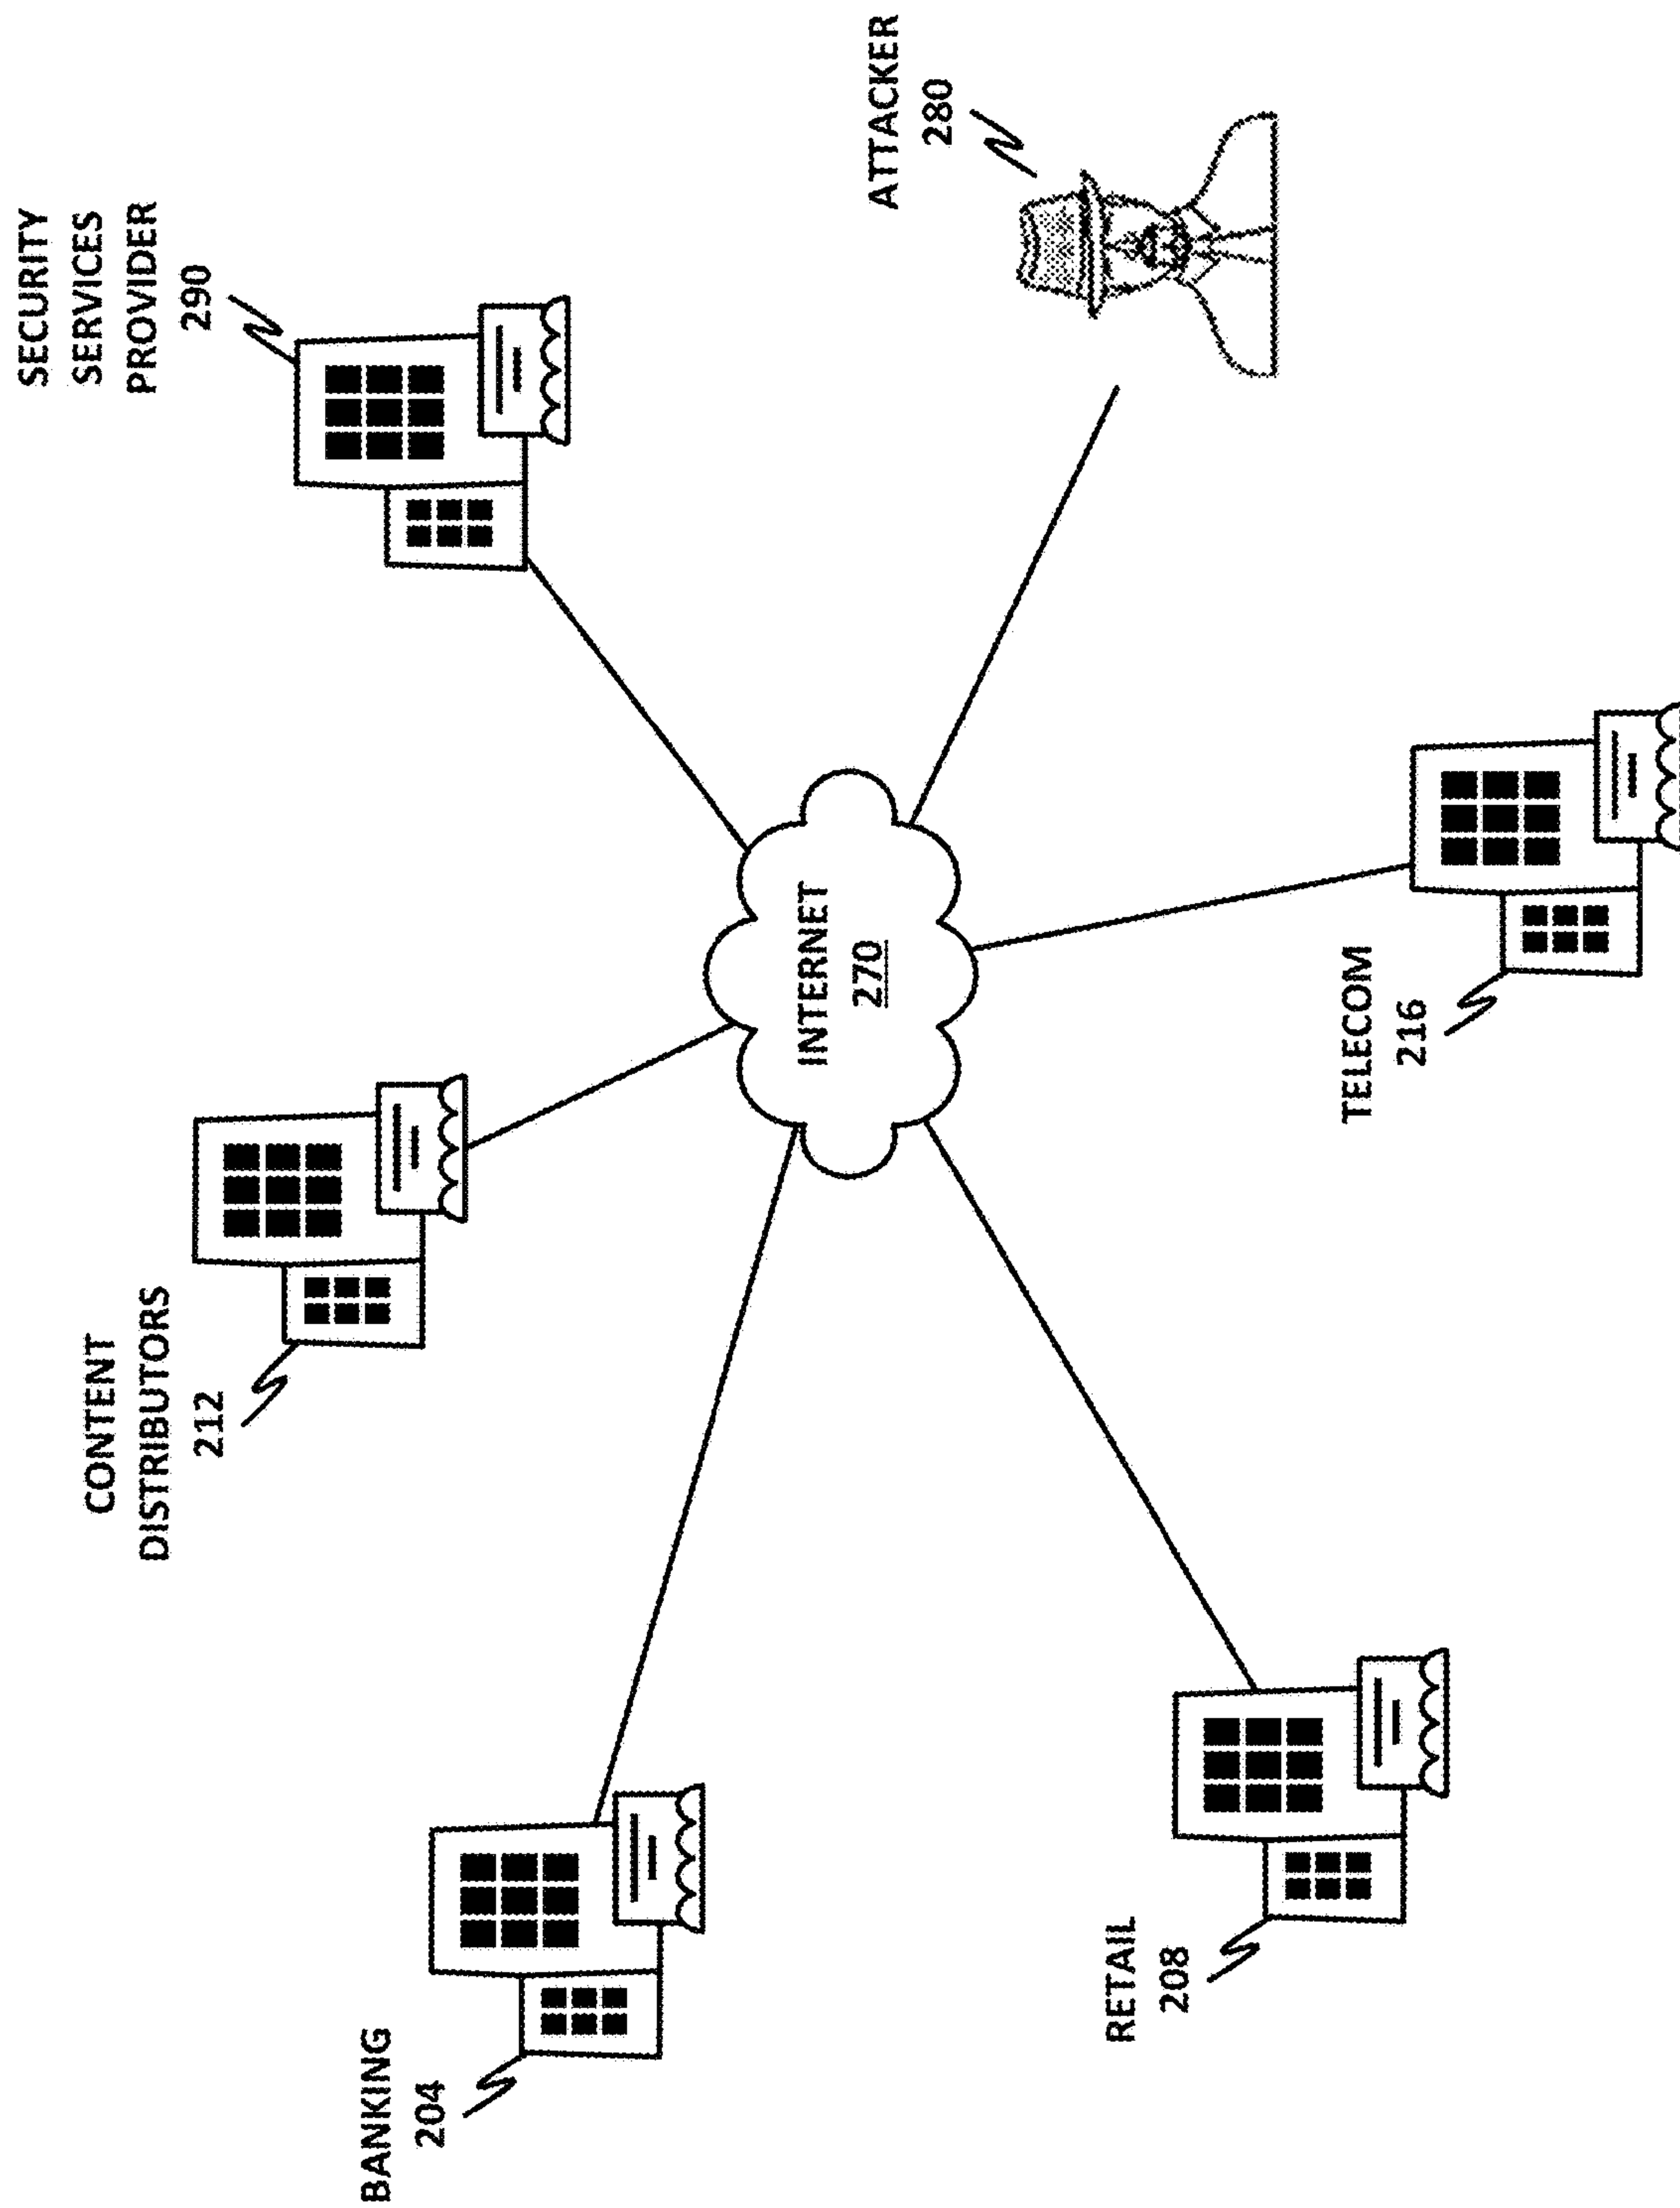 SECURITY
SERVICES
PROVIDER
290
CONTENT
DISTRIBUTORS
212
BANKING
204
INTERNET
270
ATTACKER
280
RETAIL
208
TELECOM
216